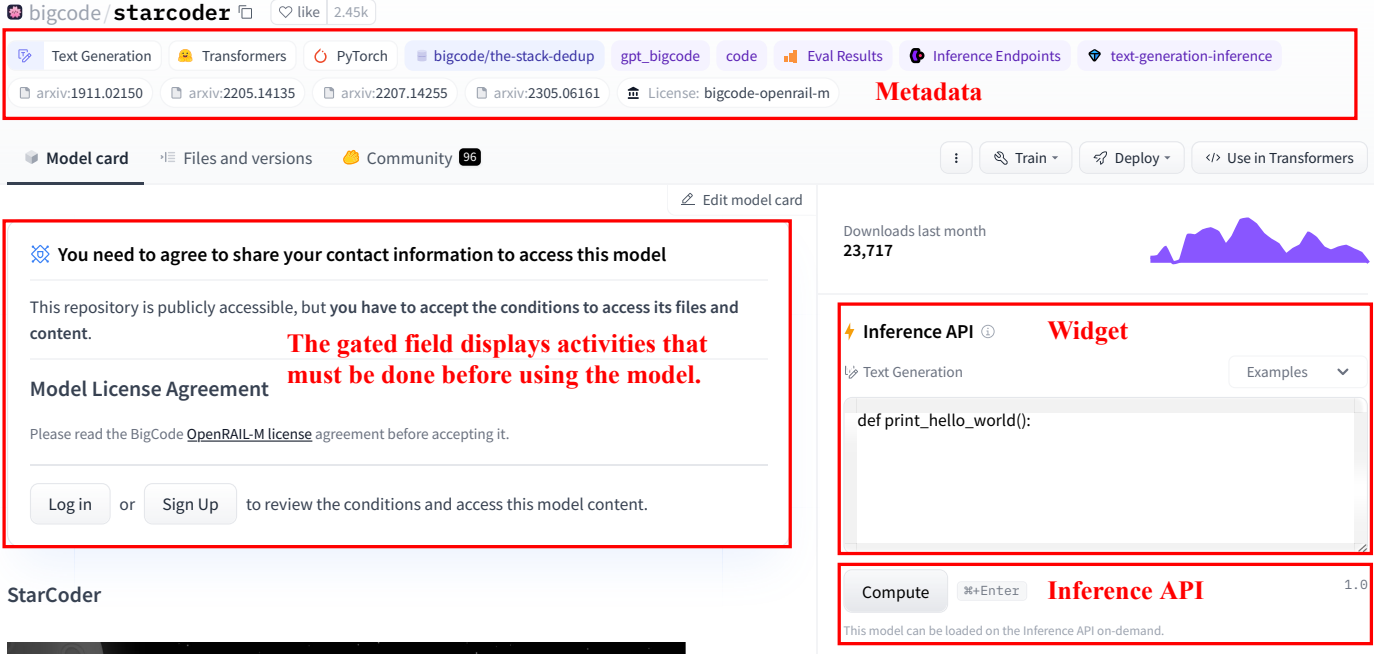 bigcode/starcoder like 2.45k
Text Generation Transformers PyTorch bigcode/the-stack-dedup gpt_bigcode code Eval Results Inference Endpoints text-generation-inference
arxiv:1911.02150 arxiv:2205.14135 arxiv:2207.14255 arxiv:2305.06161 License: bigcode-openrail-m Metadata
Model card Files and versions Community 96 Train Deploy </> Use in Transformers
Edit model card
You need to agree to share your contact information to access this model
This repository is publicly accessible, but you have to accept the conditions to access its files and
content.
The gated field displays activities that
must be done before using the model.
Model License Agreement
Please read the BigCode OpenRAIL-M license agreement before accepting it.
Log in or Sign Up to review the conditions and access this model content.
StarCoder
Downloads last month
23,717
Inference API Widget
Text Generation Examples
def print_hello_world():
Compute ⌘+Enter Inference API 1.0
This model can be loaded on the Inference API on-demand.